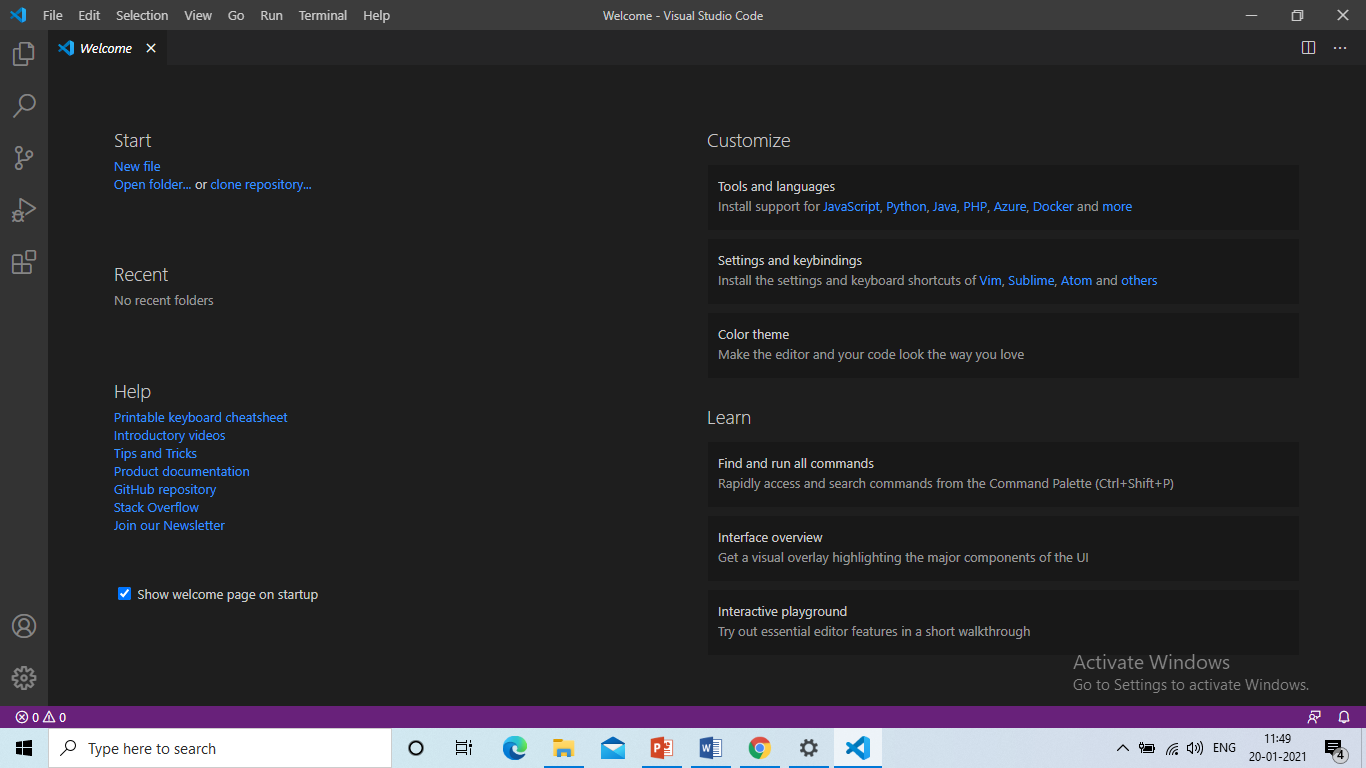 File Edit Selection View Go Run Terminal Help
Welcome - Visual Studio Code
Welcome
Start
New file
Open folder... or clone repository...
Recent
No recent folders
Help
Printable keyboard cheatsheet
Introductory videos
Tips and Tricks
Product documentation
GitHub repository
Stack Overflow
Join our Newsletter
Show welcome page on startup
Customize
Tools and languages
Install support for JavaScript, Python, Java, PHP, Azure, Docker and more
Settings and keybindings
Install the settings and keyboard shortcuts of Vim, Sublime, Atom and others
Color theme
Make the editor and your code look the way you love
Learn
Find and run all commands
Rapidly access and search commands from the Command Palette (Ctrl+Shift+P)
Interface overview
Get a visual overlay highlighting the major components of the UI
Interactive playground
Try out essential editor features in a short walkthrough
Activate Windows
Go to Settings to activate Windows.
0 0
Type here to search
P
W
ENG
11:49
20-01-2021
4